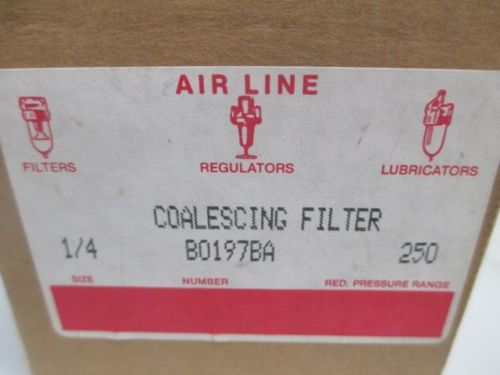 AIR LINE
FILTERS REGULATORS LUBRICATORS
COALESCING FILTER
1/4 B0197BA 250
SIZE NUMBER RED. PRESSURE RANGE